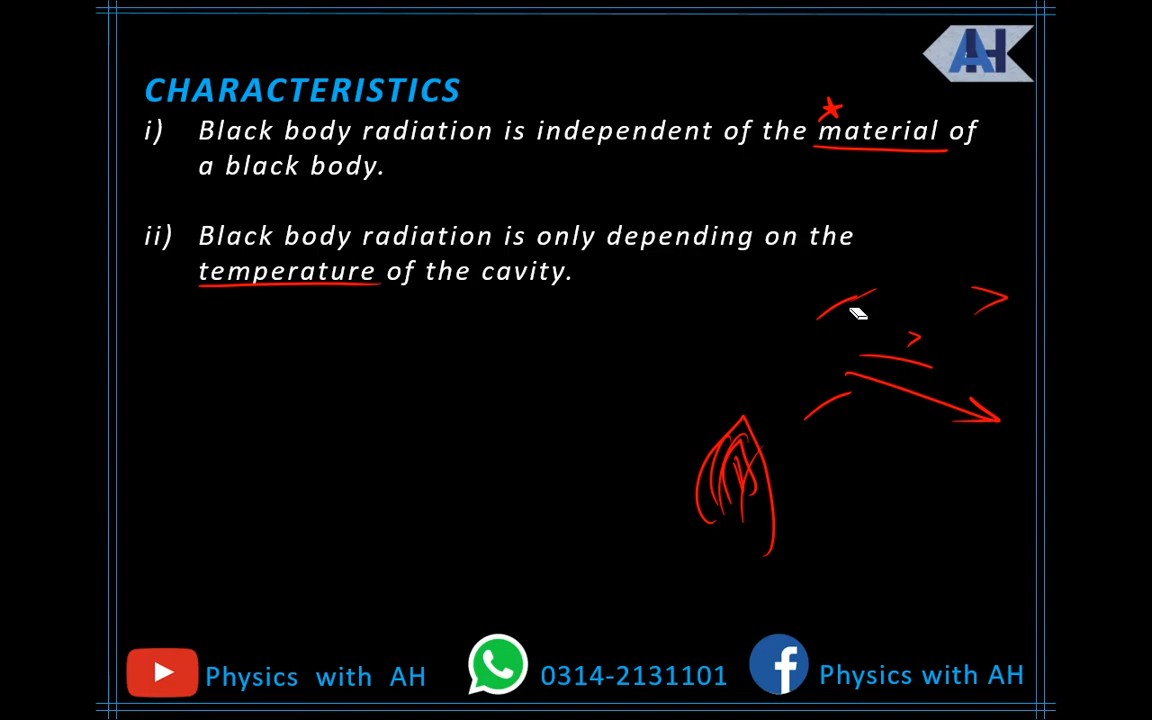 AH
CHARACTERISTICS
i) Black body radiation is independent of the material of
a black body.
ii) Black body radiation is only depending on the
temperature of the cavity.
Physics with AH
0314-2131101
Physics with AH